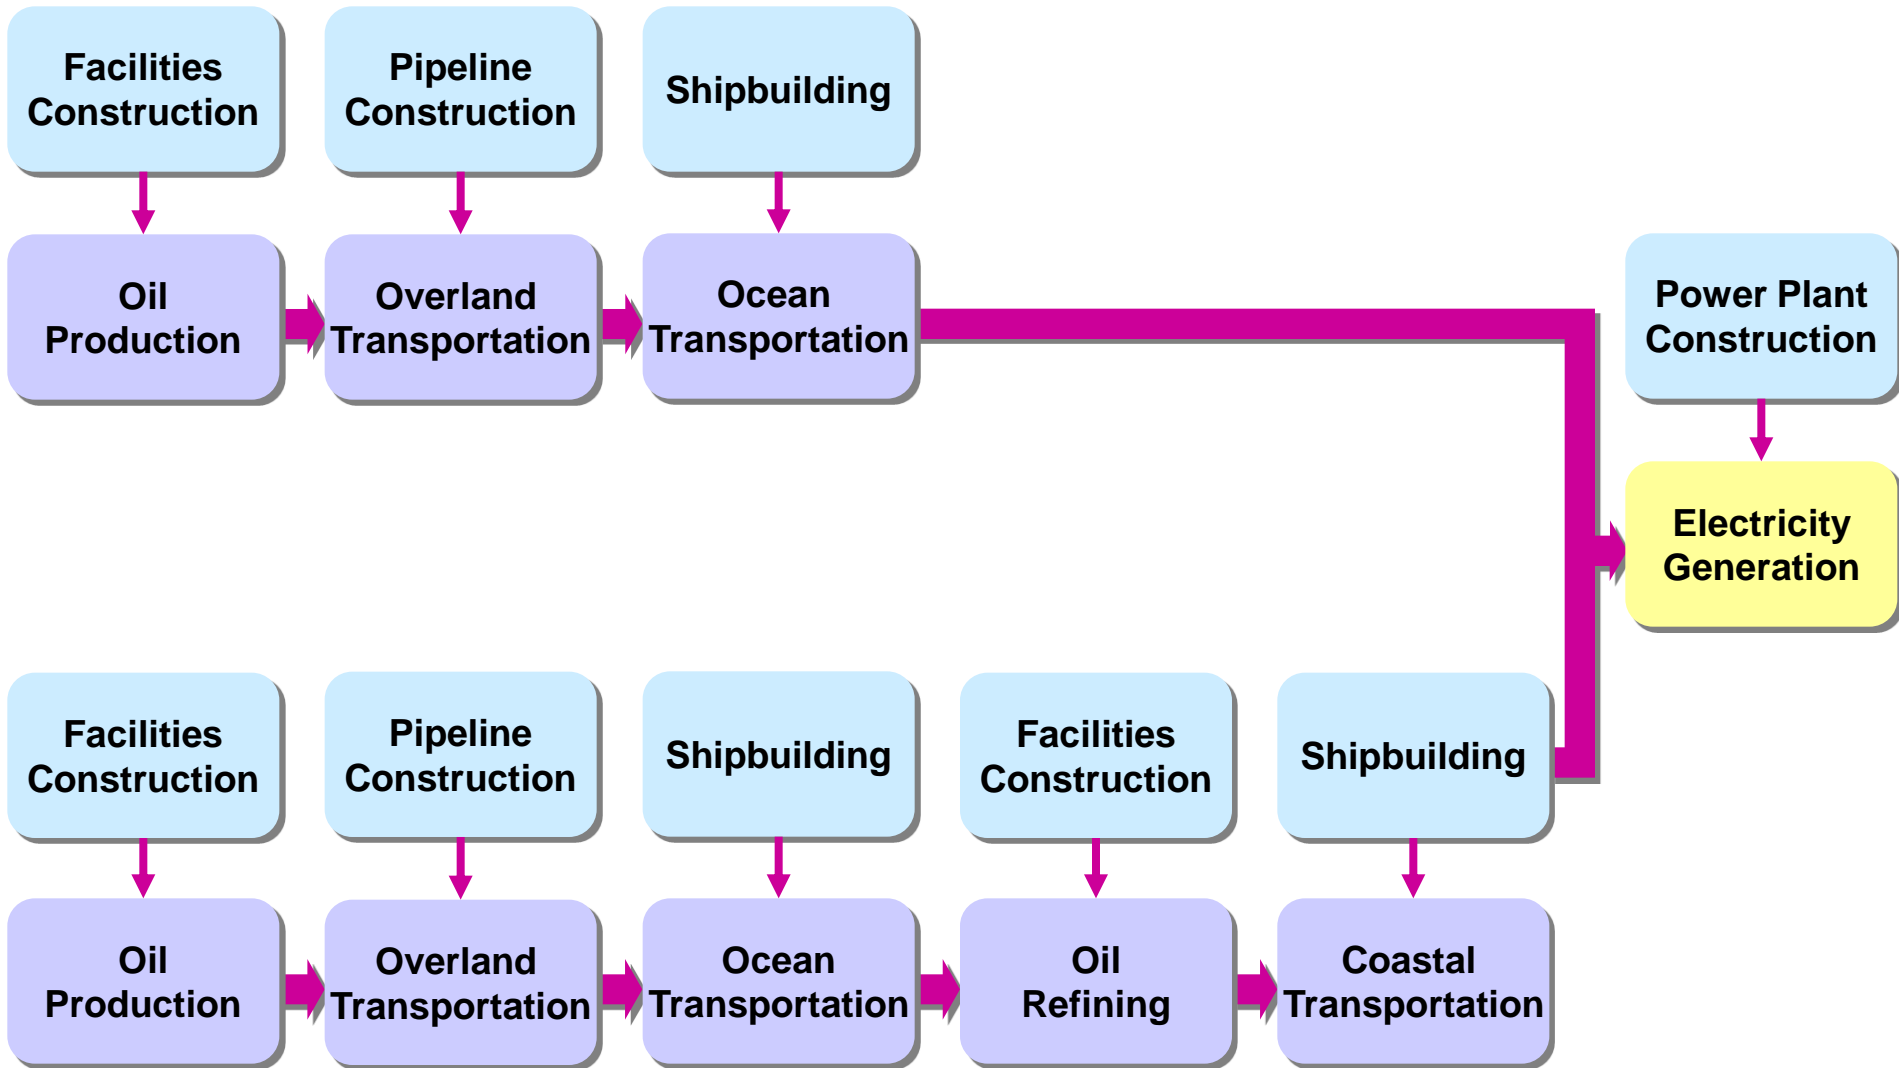 Facilities
Construction
Pipeline
Construction
Shipbuilding
Oil
Production
Overland
Transportation
Ocean
Transportation
Power Plant
Construction
Electricity
Generation
Facilities
Construction
Pipeline
Construction
Shipbuilding
Facilities
Construction
Shipbuilding
Oil
Production
Overland
Transportation
Ocean
Transportation
Oil
Refining
Coastal
Transportation